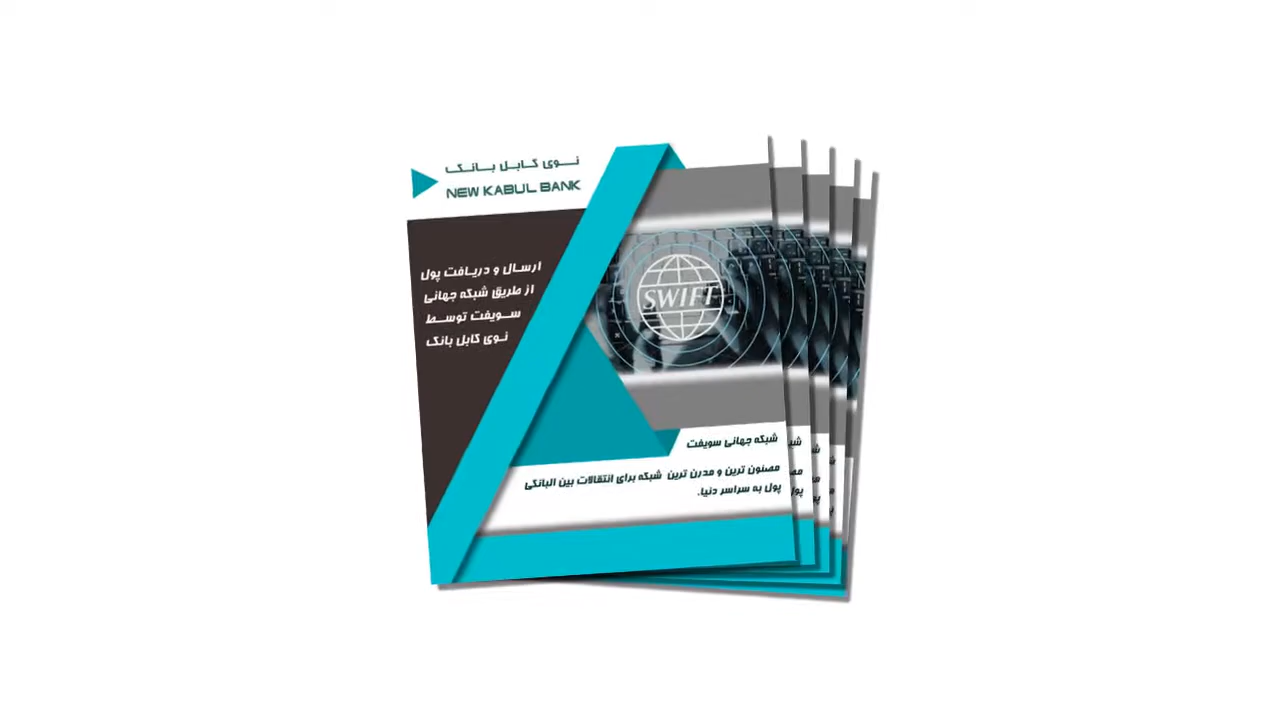 نوی کابل بانک
NEW KABUL BANK
ارسال و دریافت پول
از طریق شبکه جهانی
سویفت توسط
نوی کابل بانک
SWIFT
شبکه جهانی سویفت
مصئون ترین و مدرن ترین شبکه برای انتقالات بین البانکی
پول به سراسر دنیا.